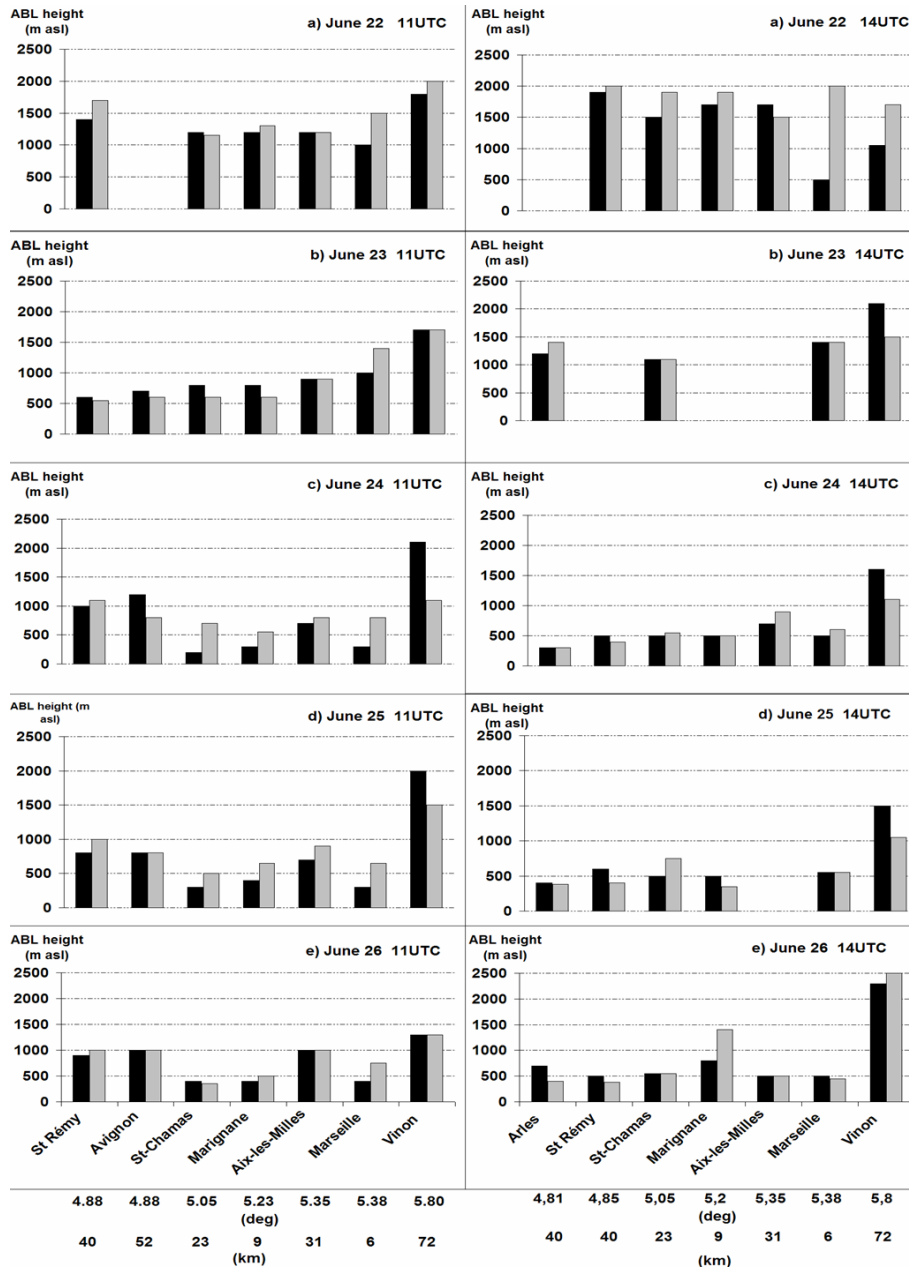 ABL height
(m asl)
a) June 22 11UTC
2500
2000
1500
1000
500
0
ABL height
(m asl)
a) June 22 14UTC
2500
2000
1500
1000
500
0
ABL height
(m asl)
b) June 23 11UTC
2500
2000
1500
1000
500
0
ABL height
(m asl)
b) June 23 14UTC
2500
2000
1500
1000
500
0
ABL height
(m asl)
c) June 24 11UTC
2500
2000
1500
1000
500
0
ABL height
(m asl)
c) June 24 14UTC
2500
2000
1500
1000
500
0
ABL height (m
asl)
d) June 25 11UTC
2500
2000
1500
1000
500
0
ABL height
(m asl)
d) June 25 14UTC
2500
2000
1500
1000
500
0
ABL height
(m asl)
e) June 26 11UTC
2500
2000
1500
1000
500
0
St Rémy
Avignon
St-Chamas
Marignane
Aix-les-Milles
Marseille
Vinon
ABL height
(m asl)
e) June 26 14UTC
2500
2000
1500
1000
500
0
Arles
St Rémy
St-Chamas
Marignane
Aix-les-Milles
Marseille
Vinon
4.88 4.88 5.05 5.23 5.35 5.38 5.80
(deg)
40 52 23 9 31 6 72
(km)
4,81 4,85 5,05 5,2 5,35 5,38 5,8
(deg)
40 40 23 9 31 6 72
(km)